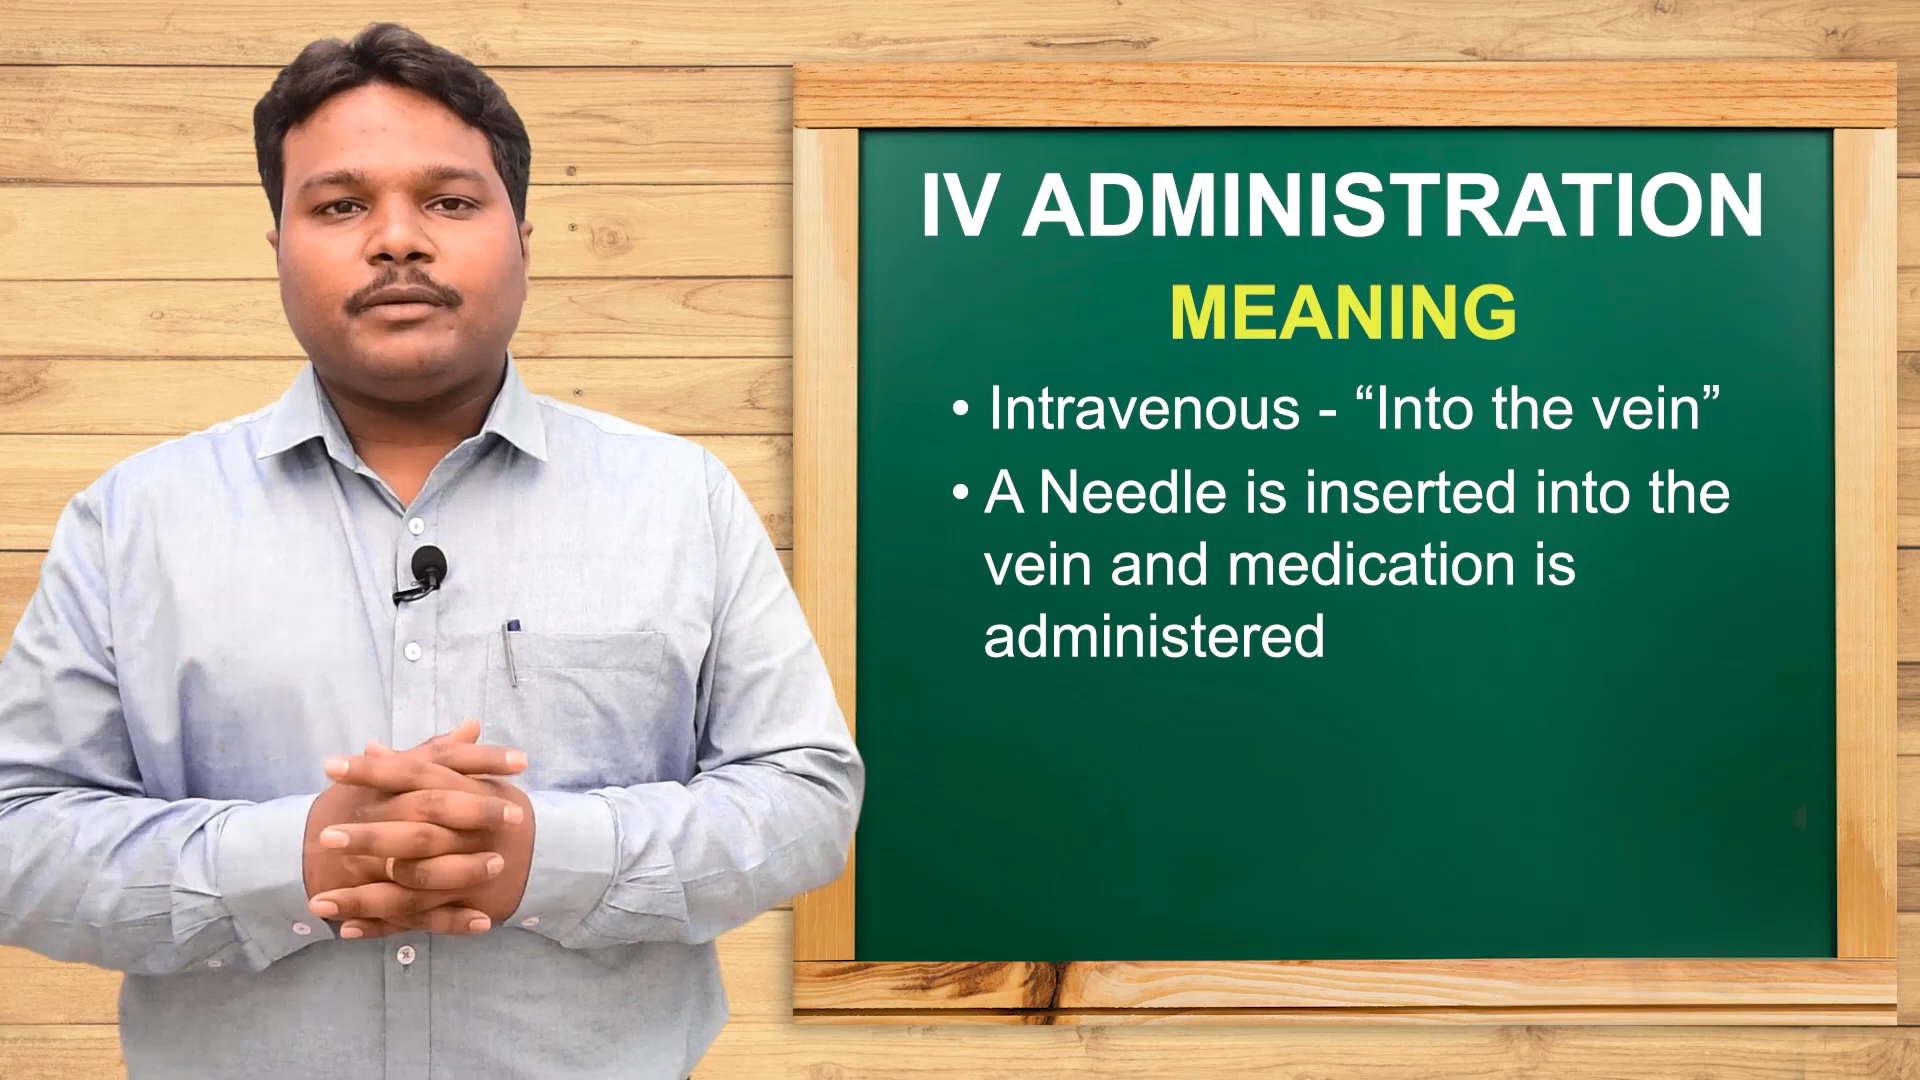 IV ADMINISTRATION
MEANING
• Intravenous - “Into the vein”
• A Needle is inserted into the
vein and medication is
administered